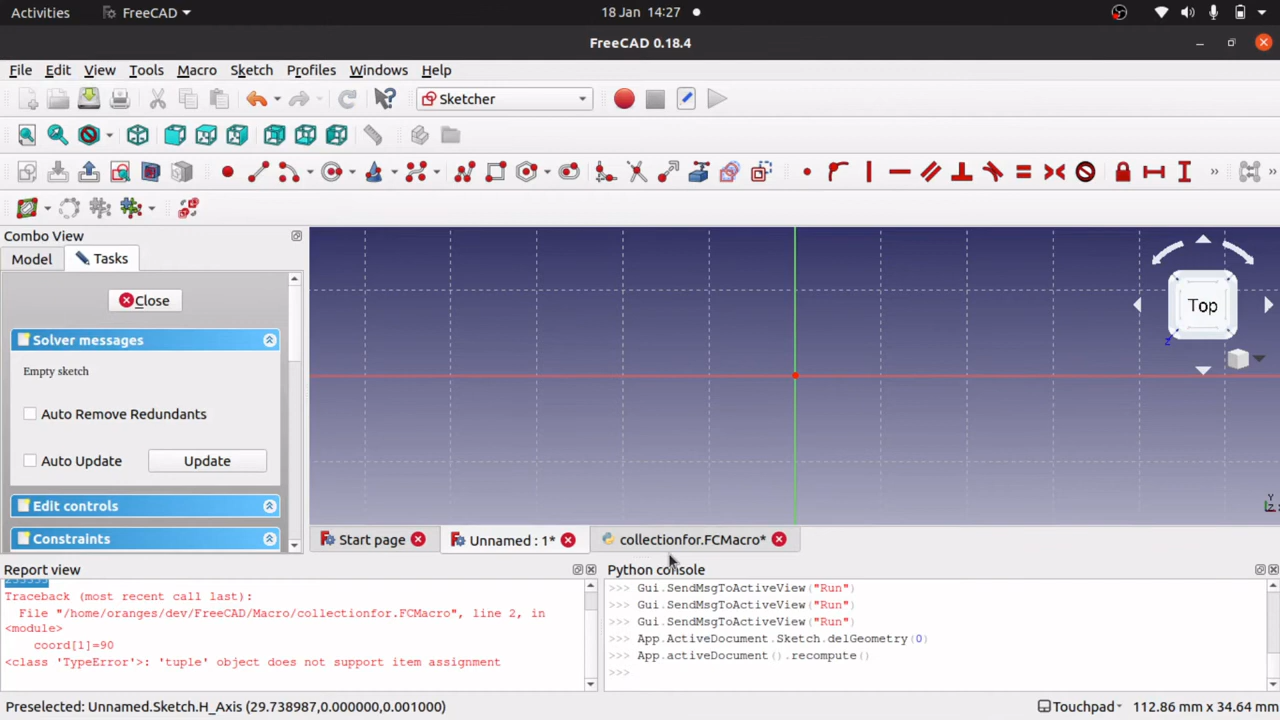 Activities FreeCAD 18 Jan 14:27
FreeCAD 0.18.4
File Edit View Tools Macro Sketch Profiles Windows Help
Sketcher
Combo View
Model Tasks
Close
Solver messages
Empty sketch
Auto Remove Redundants
Auto Update Update
Edit controls
Constraints
Top
Start page Unnamed : 1* collectionfor.FCMacro*
Report view
Traceback (most recent call last):
File "/home/oranges/dev/FreeCAD/Macro/collectionfor.FCMacro", line 2, in
<module>
coord[1]=90
<class 'TypeError'>: 'tuple' object does not support item assignment
Python console
>>> Gui.SendMsgToActiveView("Run")
>>> Gui.SendMsgToActiveView("Run")
>>> Gui.SendMsgToActiveView("Run")
>>> App.ActiveDocument.Sketch.delGeometry(0)
>>> App.activeDocument().recompute()
>>>
Preselected: Unnamed.Sketch.H_Axis (29.738987,0.000000,0.001000) Touchpad 112.86 mm x 34.64 mm